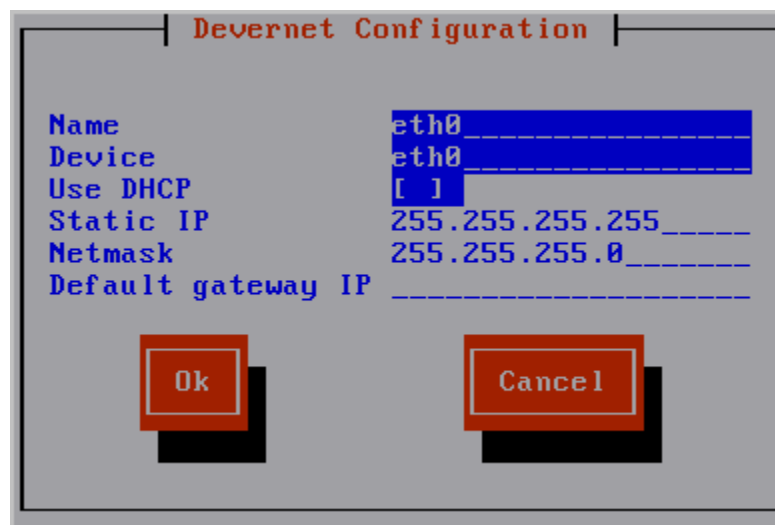 Devernet Configuration
Name eth0_______________
Device eth0_______________
Use DHCP [ ]
Static IP 255.255.255.255_____
Netmask 255.255.255.0_______
Default gateway IP ____________________
Ok Cancel